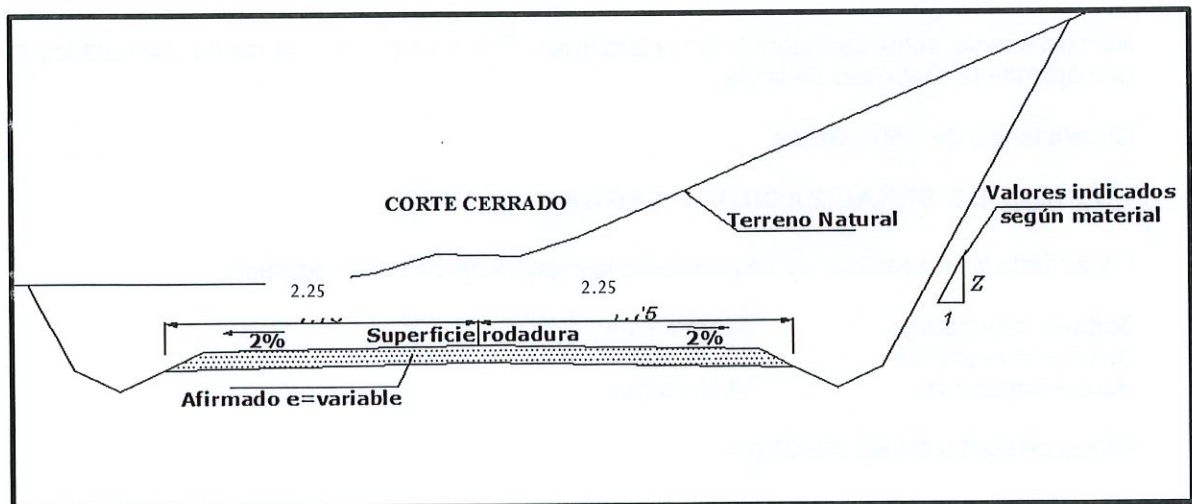 CORTE CERRADO
Terreno Natural
Valores indicados
según material
2.25
2.25
Z
1
2%
Superficie rodadura
2%
Afirmado e=variable